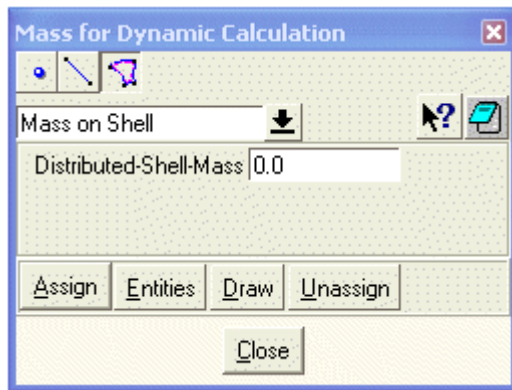 Mass for Dynamic Calculation
Mass on Shell
Distributed-Shell-Mass 0.0
Assign Entities Draw Unassign
Close